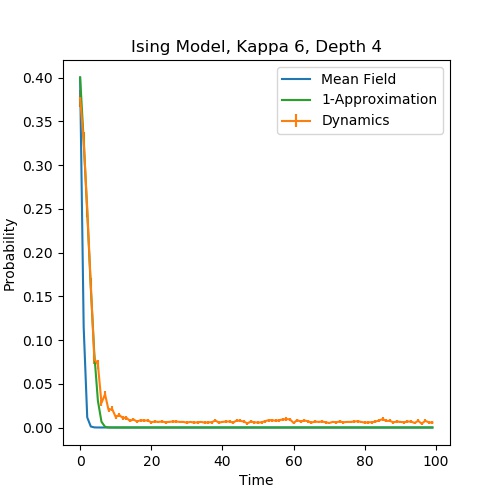 Ising Model, Kappa 6, Depth 4
Mean Field
1-Approximation
Dynamics
Probability
0.40
0.35
0.30
0.25
0.20
0.15
0.10
0.05
0.00
0 20 40 60 80 100
Time